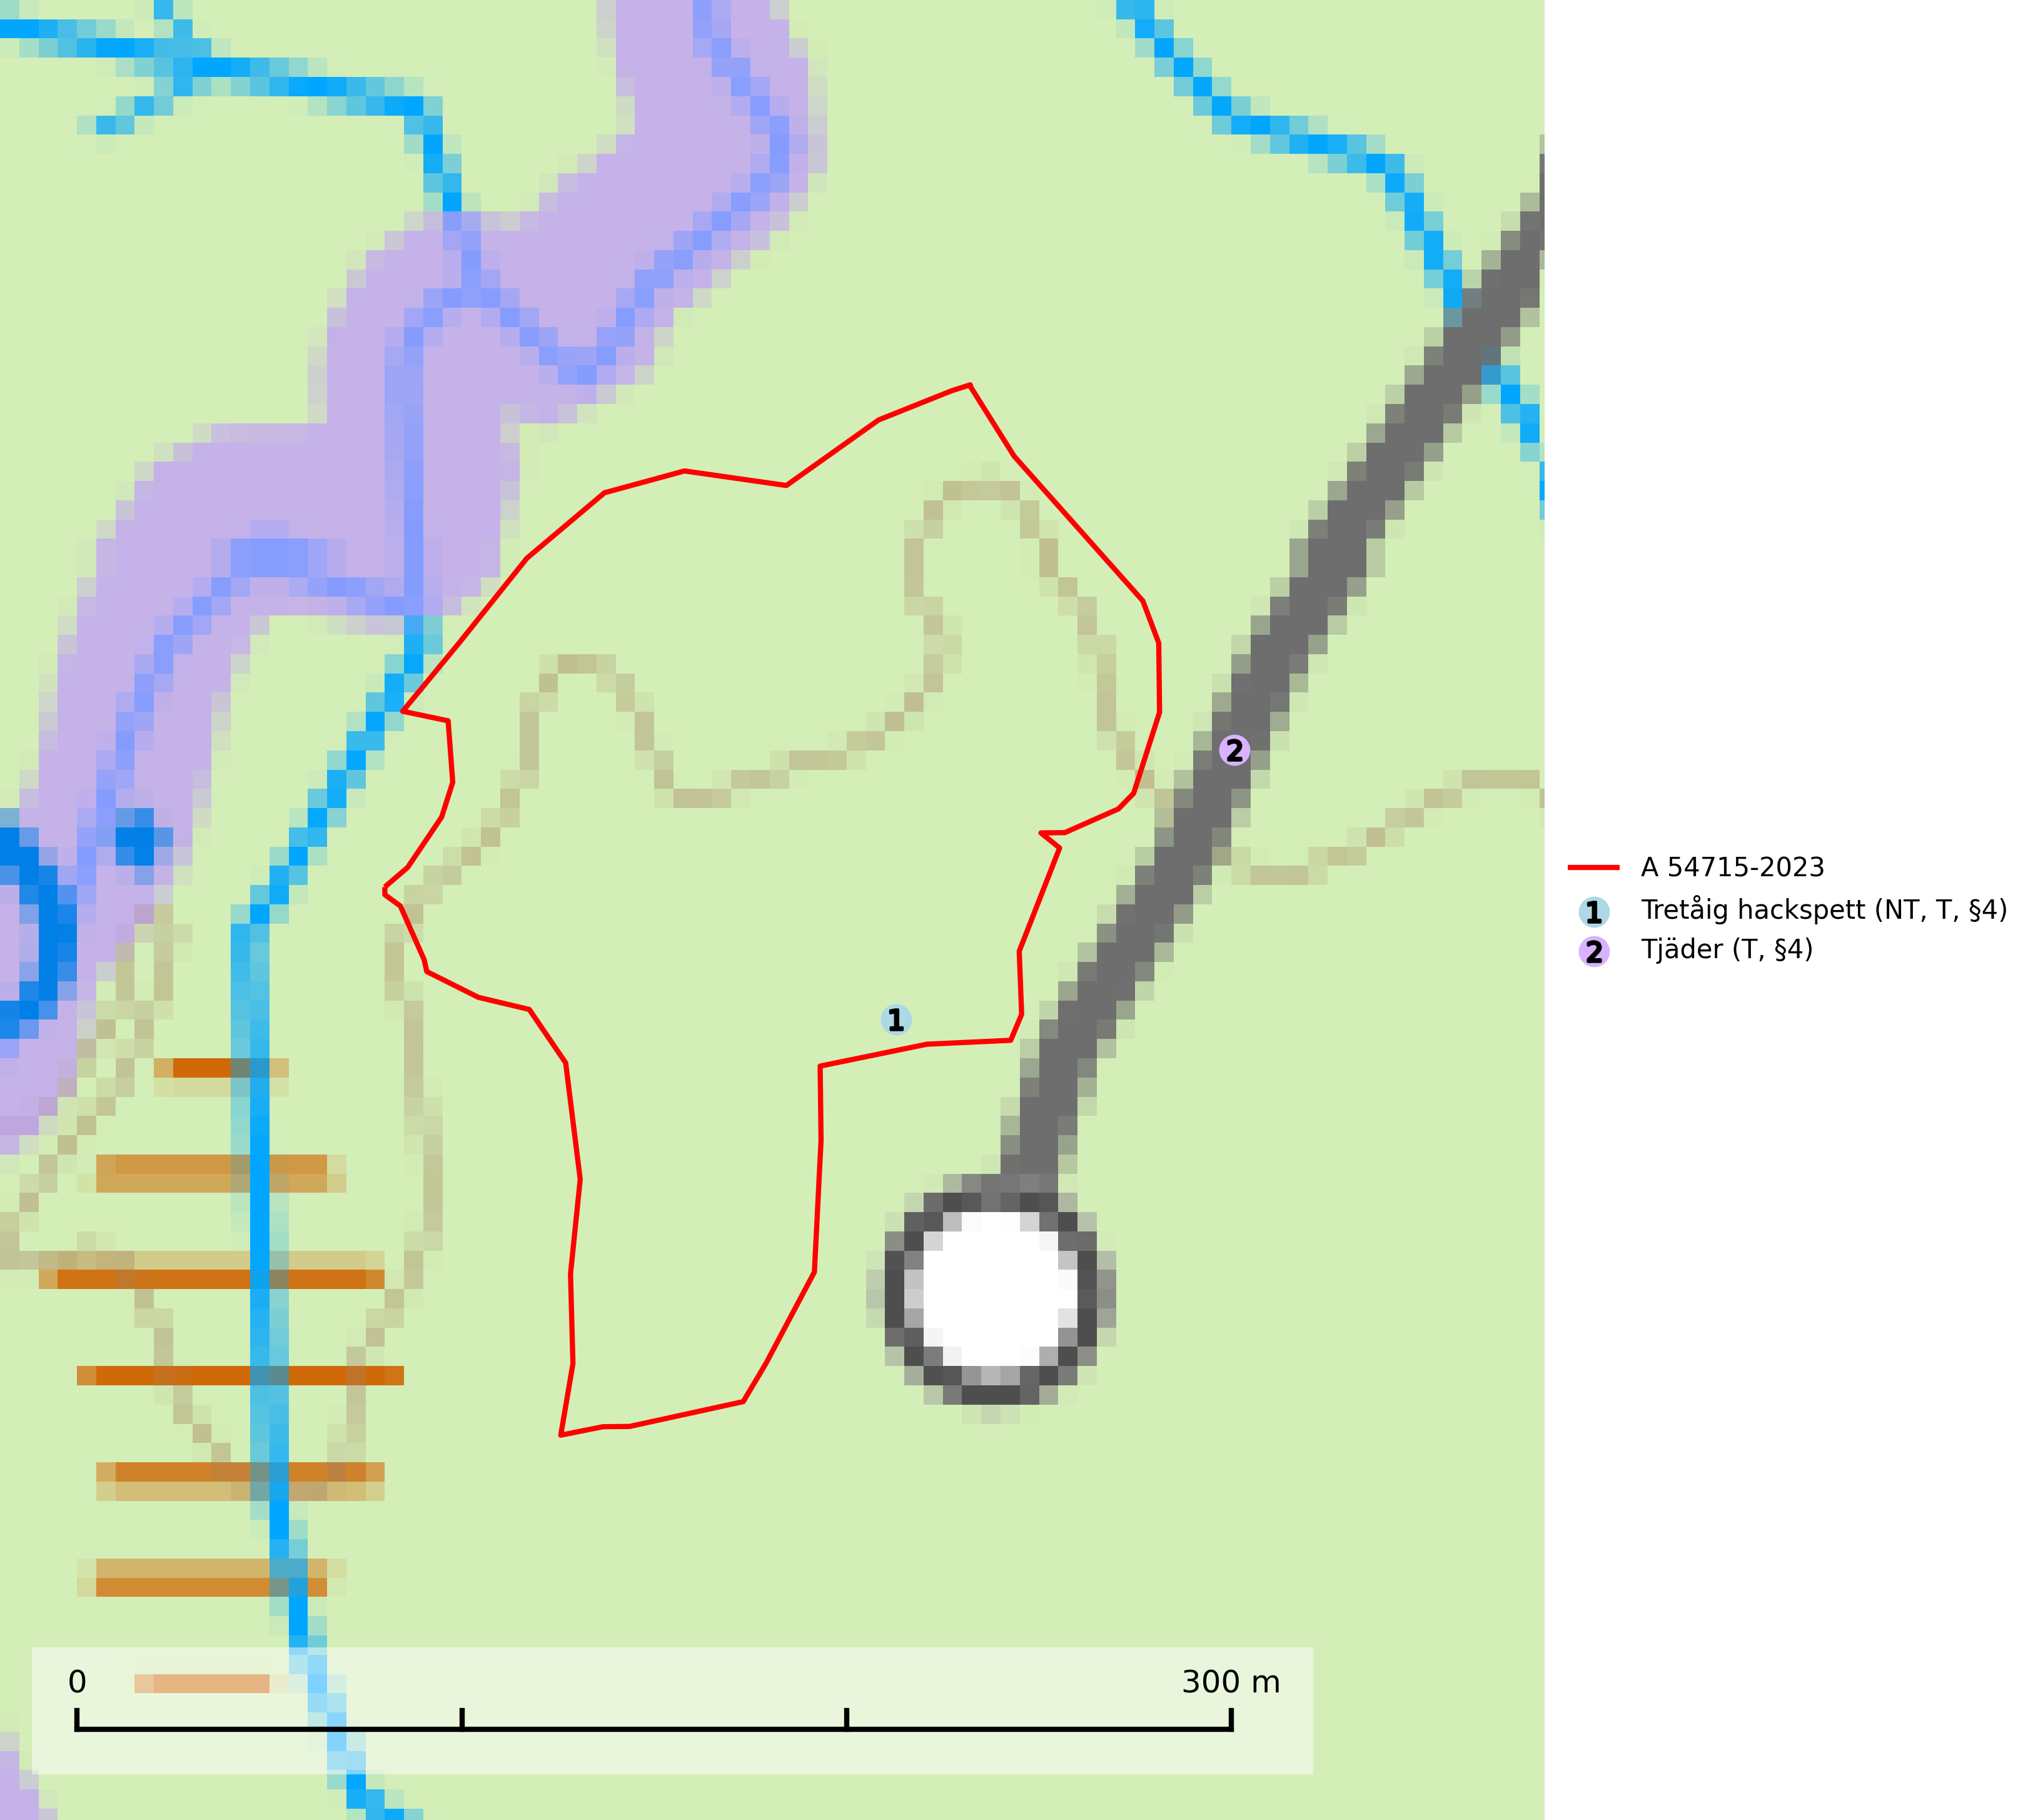 2
A 54715-2023
1 Tretåig hackspett (NT, T, §4)
2 Tjäder (T, §4)
1
0 300 m